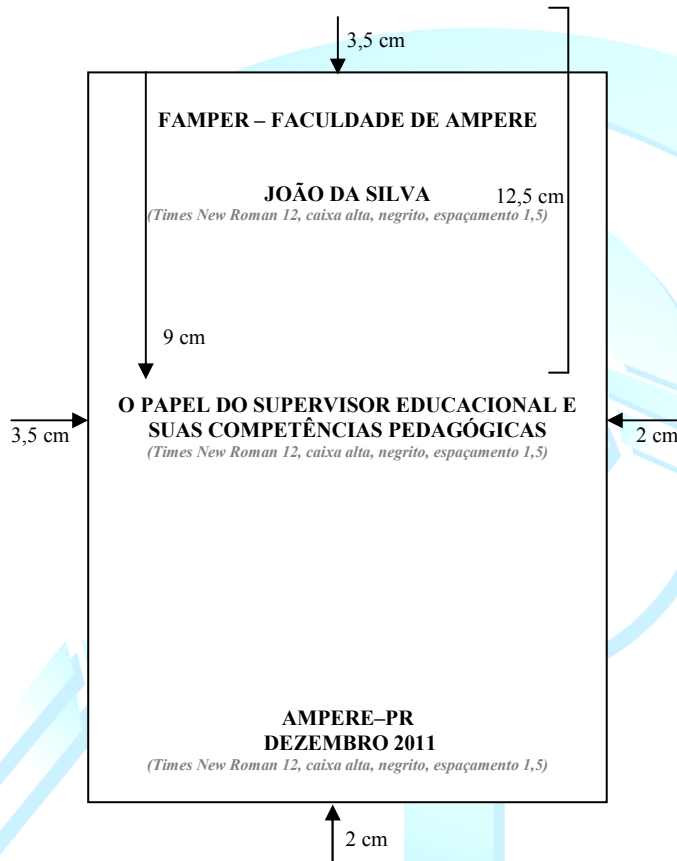 3,5 cm
FAMPER – FACULDADE DE AMPERE
JOÃO DA SILVA
12,5 cm
(Times New Roman 12, caixa alta, negrito, espaçamento 1,5)
9 cm
O PAPEL DO SUPERVISOR EDUCACIONAL E
SUAS COMPETÊNCIAS PEDAGÓGICAS
3,5 cm
2 cm
(Times New Roman 12, caixa alta, negrito, espaçamento 1,5)
AMPERE–PR
DEZEMBRO 2011
(Times New Roman 12, caixa alta, negrito, espaçamento 1,5)
2 cm